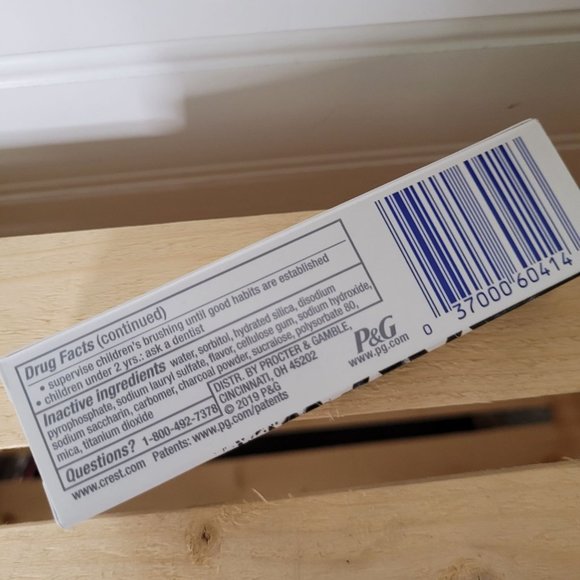 Drug Facts (continued)
• supervise children's brushing until good habits are established
• children under 2 yrs.: ask a dentist
Inactive ingredients water, sorbitol, hydrated silica, disodium
pyrophosphate, sodium lauryl sulfate, flavor, cellulose gum, sodium hydroxide,
sodium saccharin, carbomer, charcoal powder, sucralose, polysorbate 80,
mica, titanium dioxide
Questions? 1-800-492-7378
DISTR. BY PROCTER & GAMBLE,
CINCINNATI, OH 45202
© 2019 P&G
www.crest.com Patents: www.pg.com/patents
P&G
www.pg.com
0 37000 60414